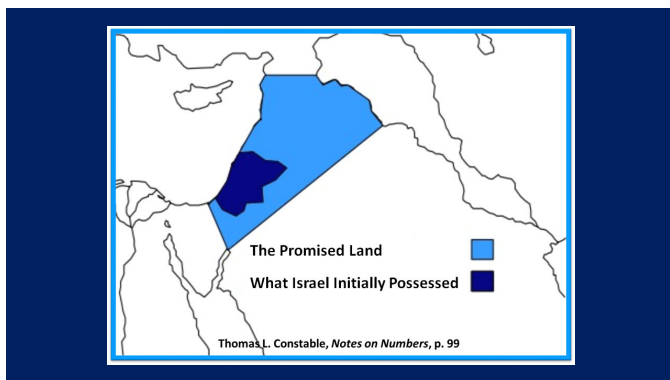 The Promised Land
What Israel Initially Possessed
Thomas L. Constable, Notes on Numbers, p. 99